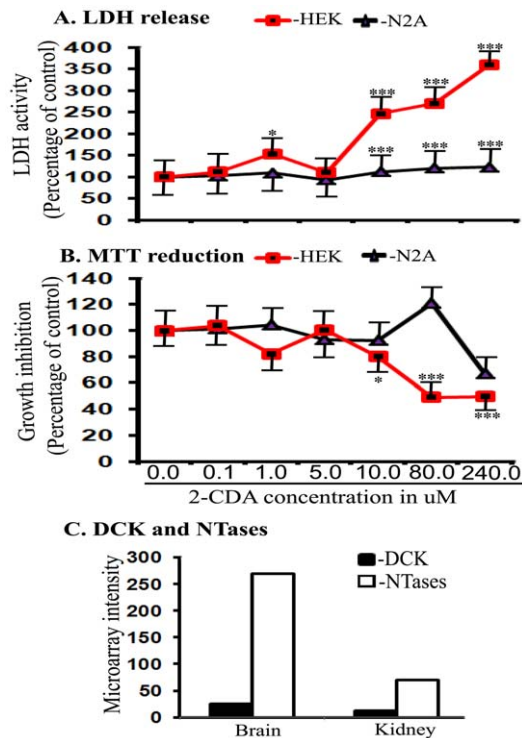 A. LDH release
-HEK -N2A
LDH activity
(Percentage of control)
400
350
300
250
200
150
100
50
0
*
***
***
***
***
***
***
B. MTT reduction -HEK -N2A
Growth inhibition
(Percentage of control)
140
120
100
80
60
40
20
0
*
***
***
0.0 0.1 1.0 5.0 10.0 80.0 240.0
2-CDA concentration in uM
C. DCK and NTases
-DCK
-NTases
Microarray intensity
300
250
200
150
100
50
0
Brain Kidney